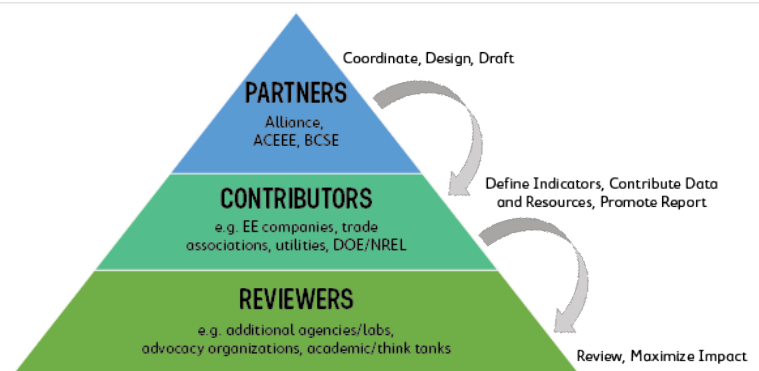 Coordinate, Design, Draft
PARTNERS
Alliance,
ACEEE, BCSE
Define Indicators, Contribute Data
and Resources, Promote Report
CONTRIBUTORS
e.g. EE companies, trade
associations, utilities, DOE/NREL
REVIEWERS
e.g. additional agencies/labs,
advocacy organizations, academic/think tanks
Review, Maximize Impact